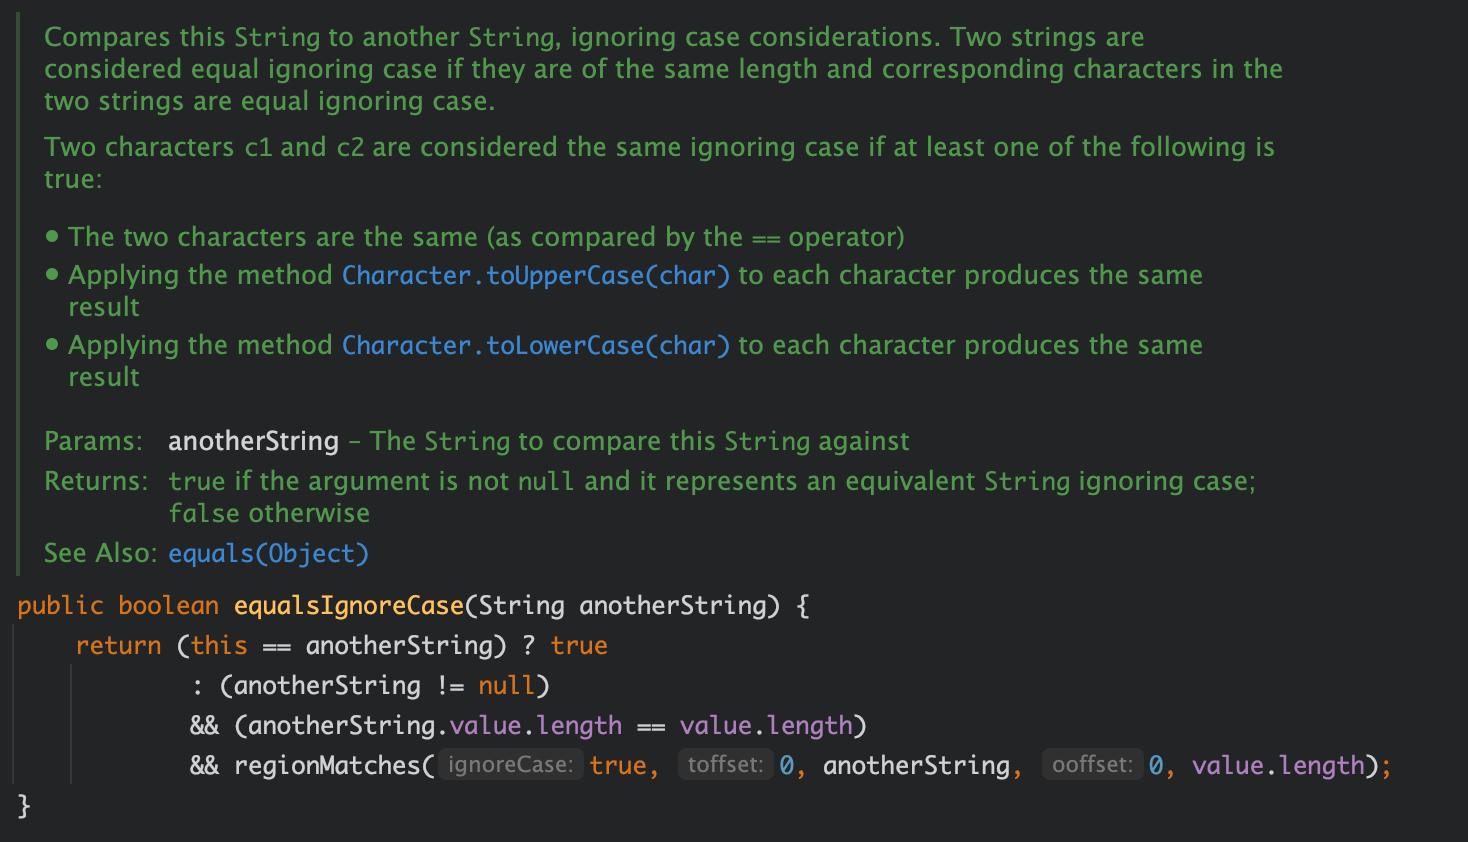 Compares this String to another String, ignoring case considerations. Two strings are
considered equal ignoring case if they are of the same length and corresponding characters in the
two strings are equal ignoring case.
Two characters c1 and c2 are considered the same ignoring case if at least one of the following is
true:
• The two characters are the same (as compared by the == operator)
• Applying the method Character.toUpperCase(char) to each character produces the same
result
• Applying the method Character.toLowerCase(char) to each character produces the same
result
Params: anotherString – The String to compare this String against
Returns: true if the argument is not null and it represents an equivalent String ignoring case;
false otherwise
See Also: equals(Object)
public boolean equalsIgnoreCase(String anotherString) {
    return (this == anotherString) ? true
            : (anotherString != null)
            && (anotherString.value.length == value.length)
            && regionMatches( ignoreCase: true, toffset: 0, anotherString, ooffset: 0, value.length);
}